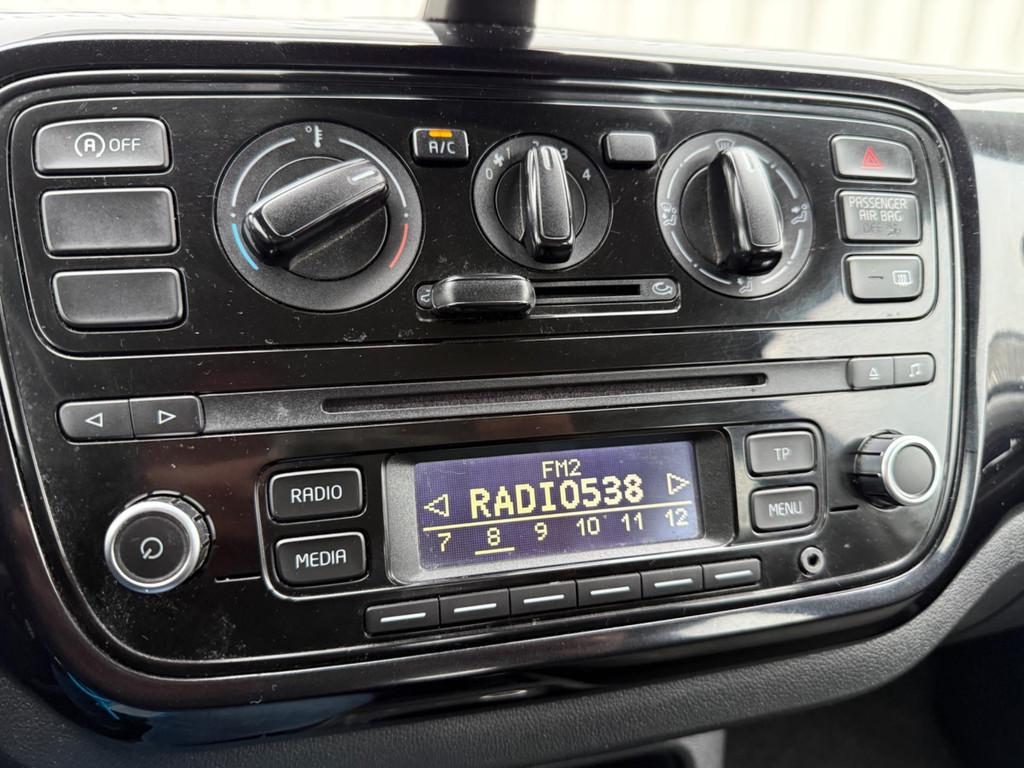 A OFF
A/C
0 1 3 4
PASSENGER
AIR BAG
OFF
TP
RADIO
FM2
RADIO538
7 8 9 10 11 12
MENU
MEDIA